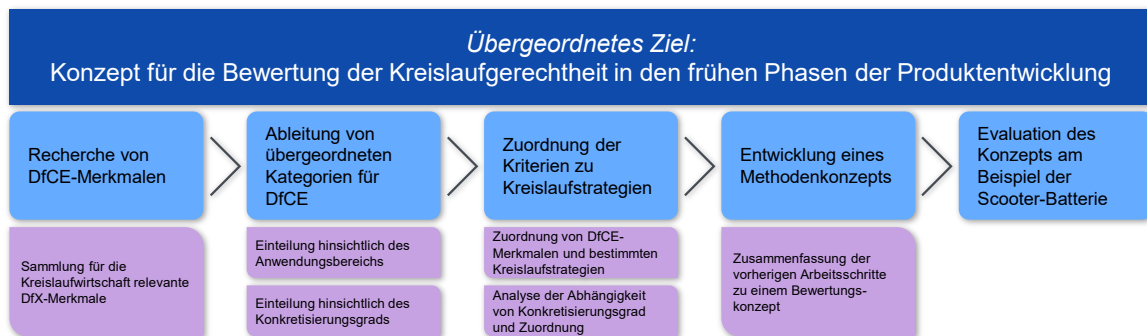 Übergeordnetes Ziel:
Konzept für die Bewertung der Kreislaufgerechtheit in den frühen Phasen der Produktentwicklung
Recherche von
DfCE-Merkmalen
Ableitung von
übergeordneten
Kategorien für
DfCE
Zuordnung der
Kriterien zu
Kreislaufstrategien
Entwicklung eines
Methodenkonzepts
Evaluation des
Konzepts am
Beispiel der
Scooter-Batterie
Sammlung für die
Kreislaufwirtschaft relevante
DfX-Merkmale
Einteilung hinsichtlich des
Anwendungsbereichs
Einteilung hinsichtlich des
Konkretisierungsgrads
Zuordnung von DfCE-
Merkmalen und bestimmten
Kreislaufstrategien
Analyse der Abhängigkeit
von Konkretisierungsgrad
und Zuordnung
Zusammenfassung der
vorherigen Arbeitsschritte
zu einem Bewertungs-
konzept